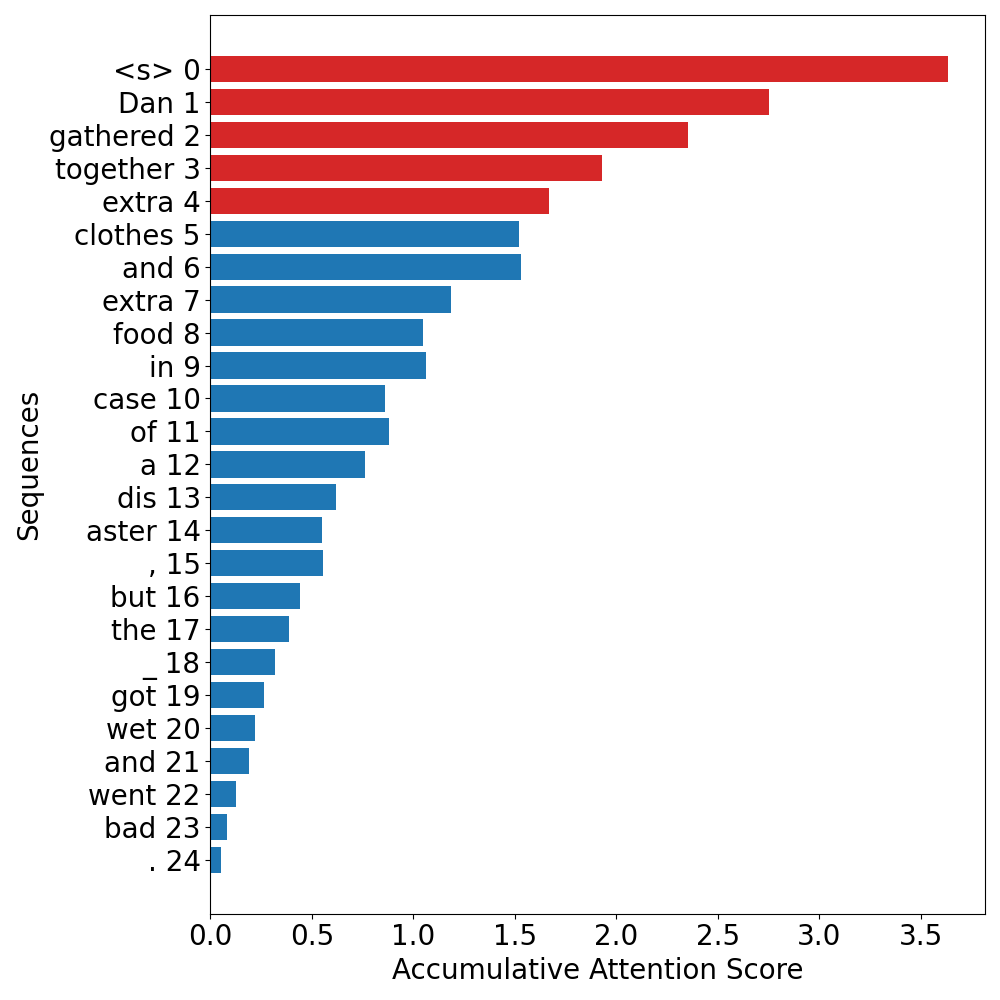 <s> 0
Dan 1
gathered 2
together 3
extra 4
clothes 5
and 6
extra 7
food 8
in 9
case 10
of 11
a 12
dis 13
aster 14
, 15
but 16
the 17
_ 18
got 19
wet 20
and 21
went 22
bad 23
. 24
Sequences
0.0 0.5 1.0 1.5 2.0 2.5 3.0 3.5
Accumulative Attention Score